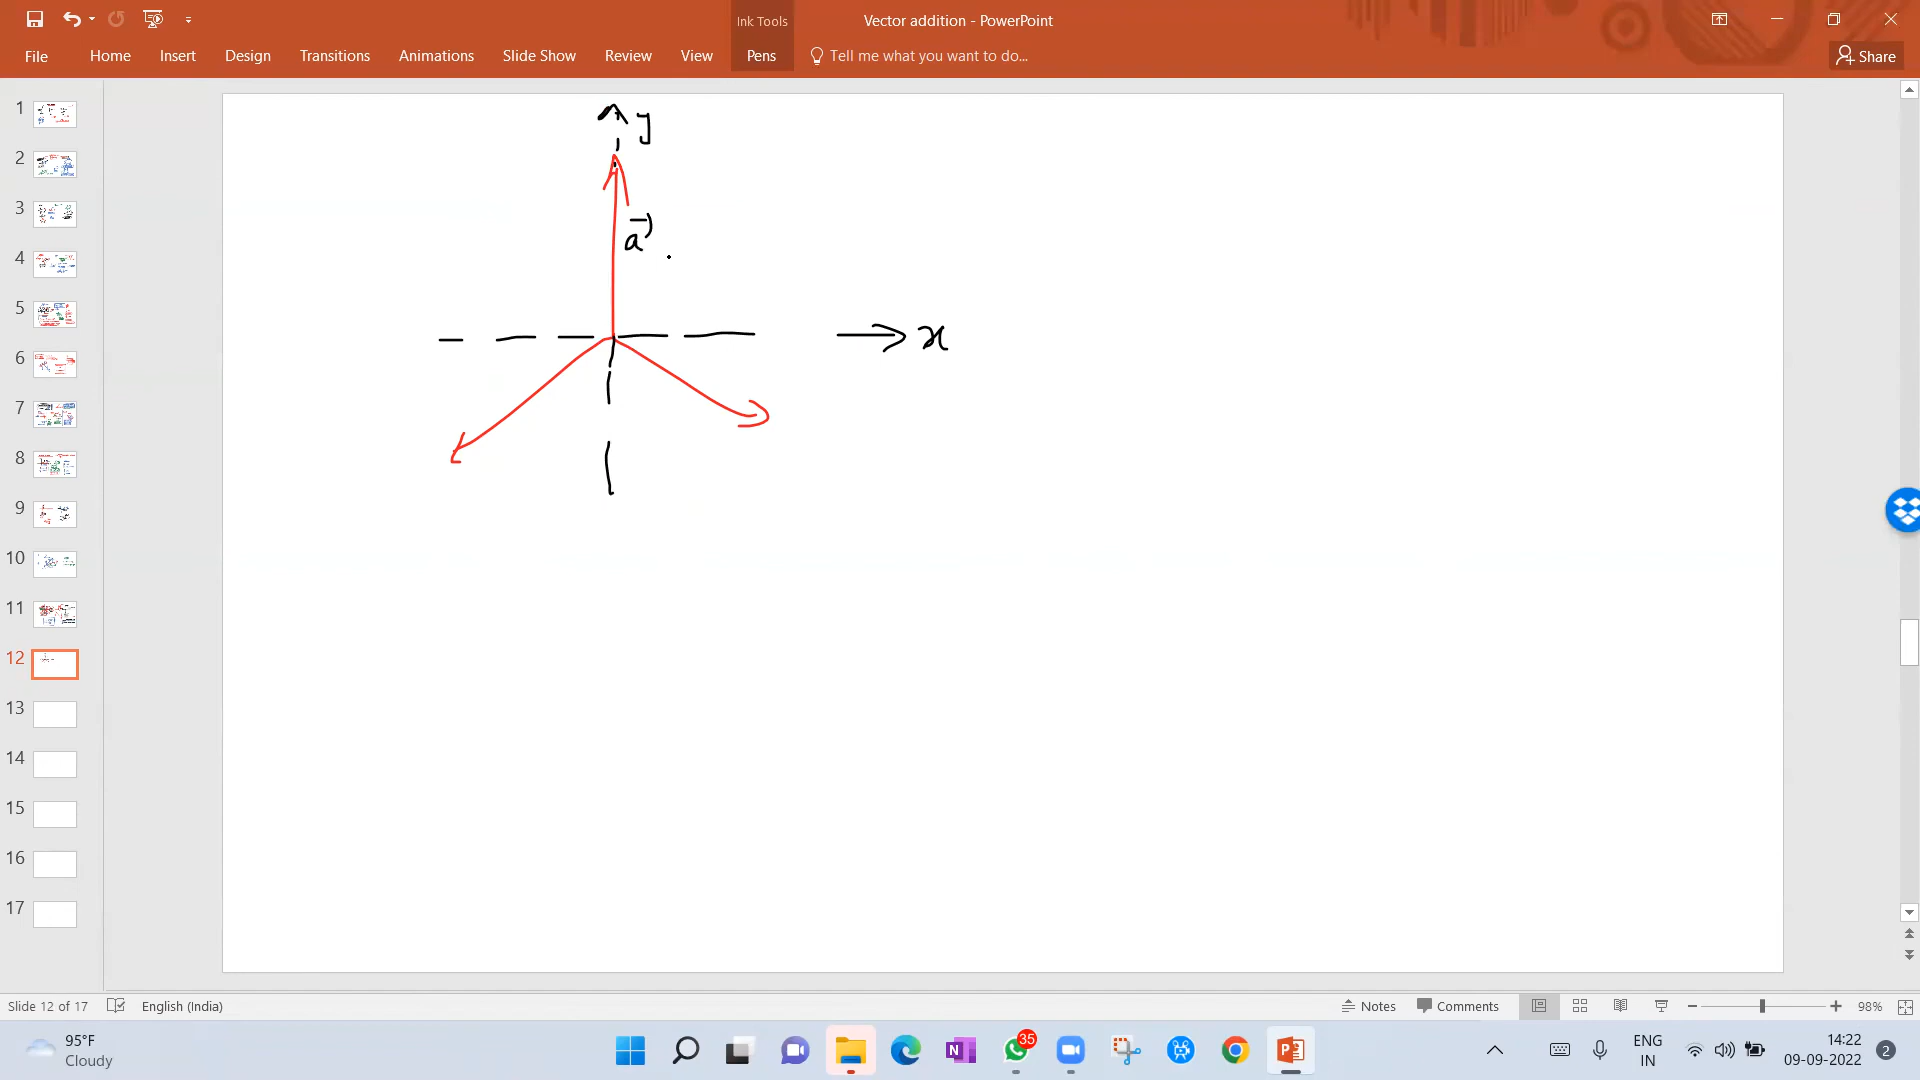 Ink Tools
Vector addition - PowerPoint
File Home Insert Design Transitions Animations Slide Show Review View Pens Tell me what you want to do... Share
1
2
3
4
5
6
7
8
9
10
11
12
13
14
15
16
17
y
a
x
Slide 12 of 17 English (India) Notes Comments 98%
95°F
Cloudy
35
ENG
IN
14:22
09-09-2022
2